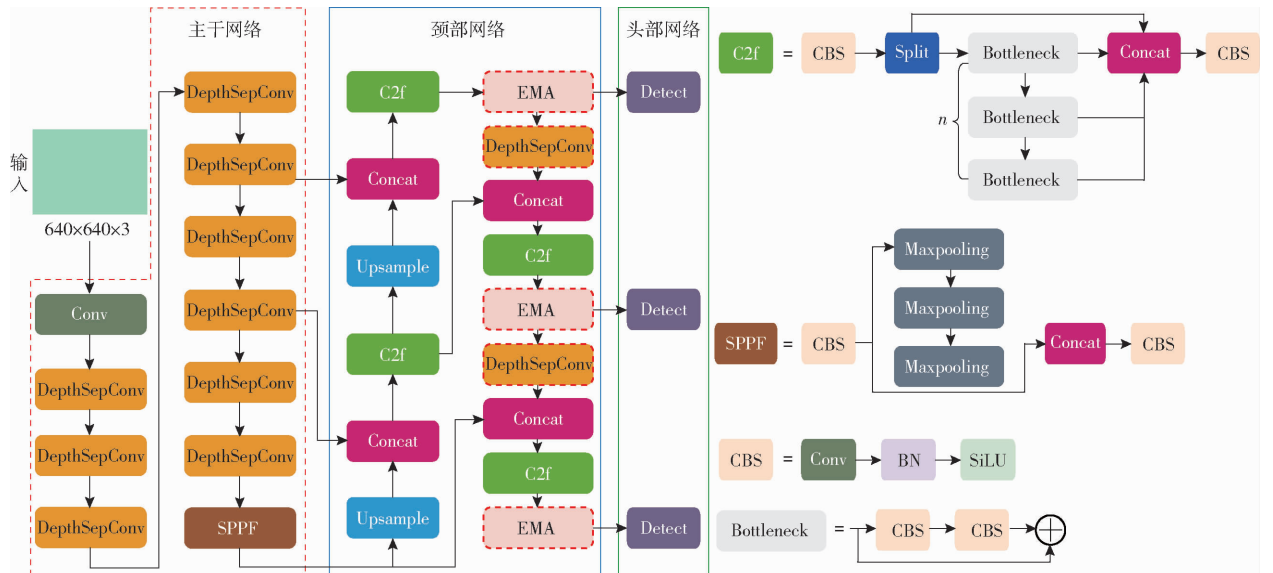 主干网络
颈部网络
头部网络
输入
640×640×3
Conv
DepthSepConv
DepthSepConv
DepthSepConv
DepthSepConv
DepthSepConv
DepthSepConv
DepthSepConv
DepthSepConv
DepthSepConv
SPPF
C2f
Concat
Upsample
C2f
Concat
Upsample
EMA
DepthSepConv
Concat
C2f
EMA
DepthSepConv
Concat
C2f
EMA
Detect
Detect
Detect
C2f = CBS Split Bottleneck Concat CBS
n
Bottleneck
Bottleneck
Maxpooling
Maxpooling
SPPF = CBS Maxpooling Concat CBS
CBS = Conv BN SiLU
Bottleneck = CBS CBS